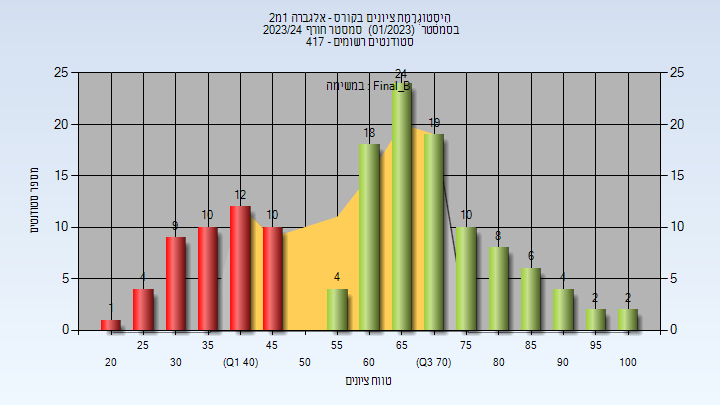 היסטוגרמת ציונים בקורס - אלגברה 1מ2
בסמסטר (01/2023) סמסטר חורף 2023/24
סטודנטים רשומים - 417
במשימה : Final_B
מספר סטודנטים
25 25
20 20
15 15
10 10
5 5
0 0
1 4 9 10 12 10 4 18 24 19 10 8 6 4 2 2
25 35 45 55 65 75 85 95
20 30 (Q1 40) 50 60 (Q3 70) 80 90 100
טווח ציונים